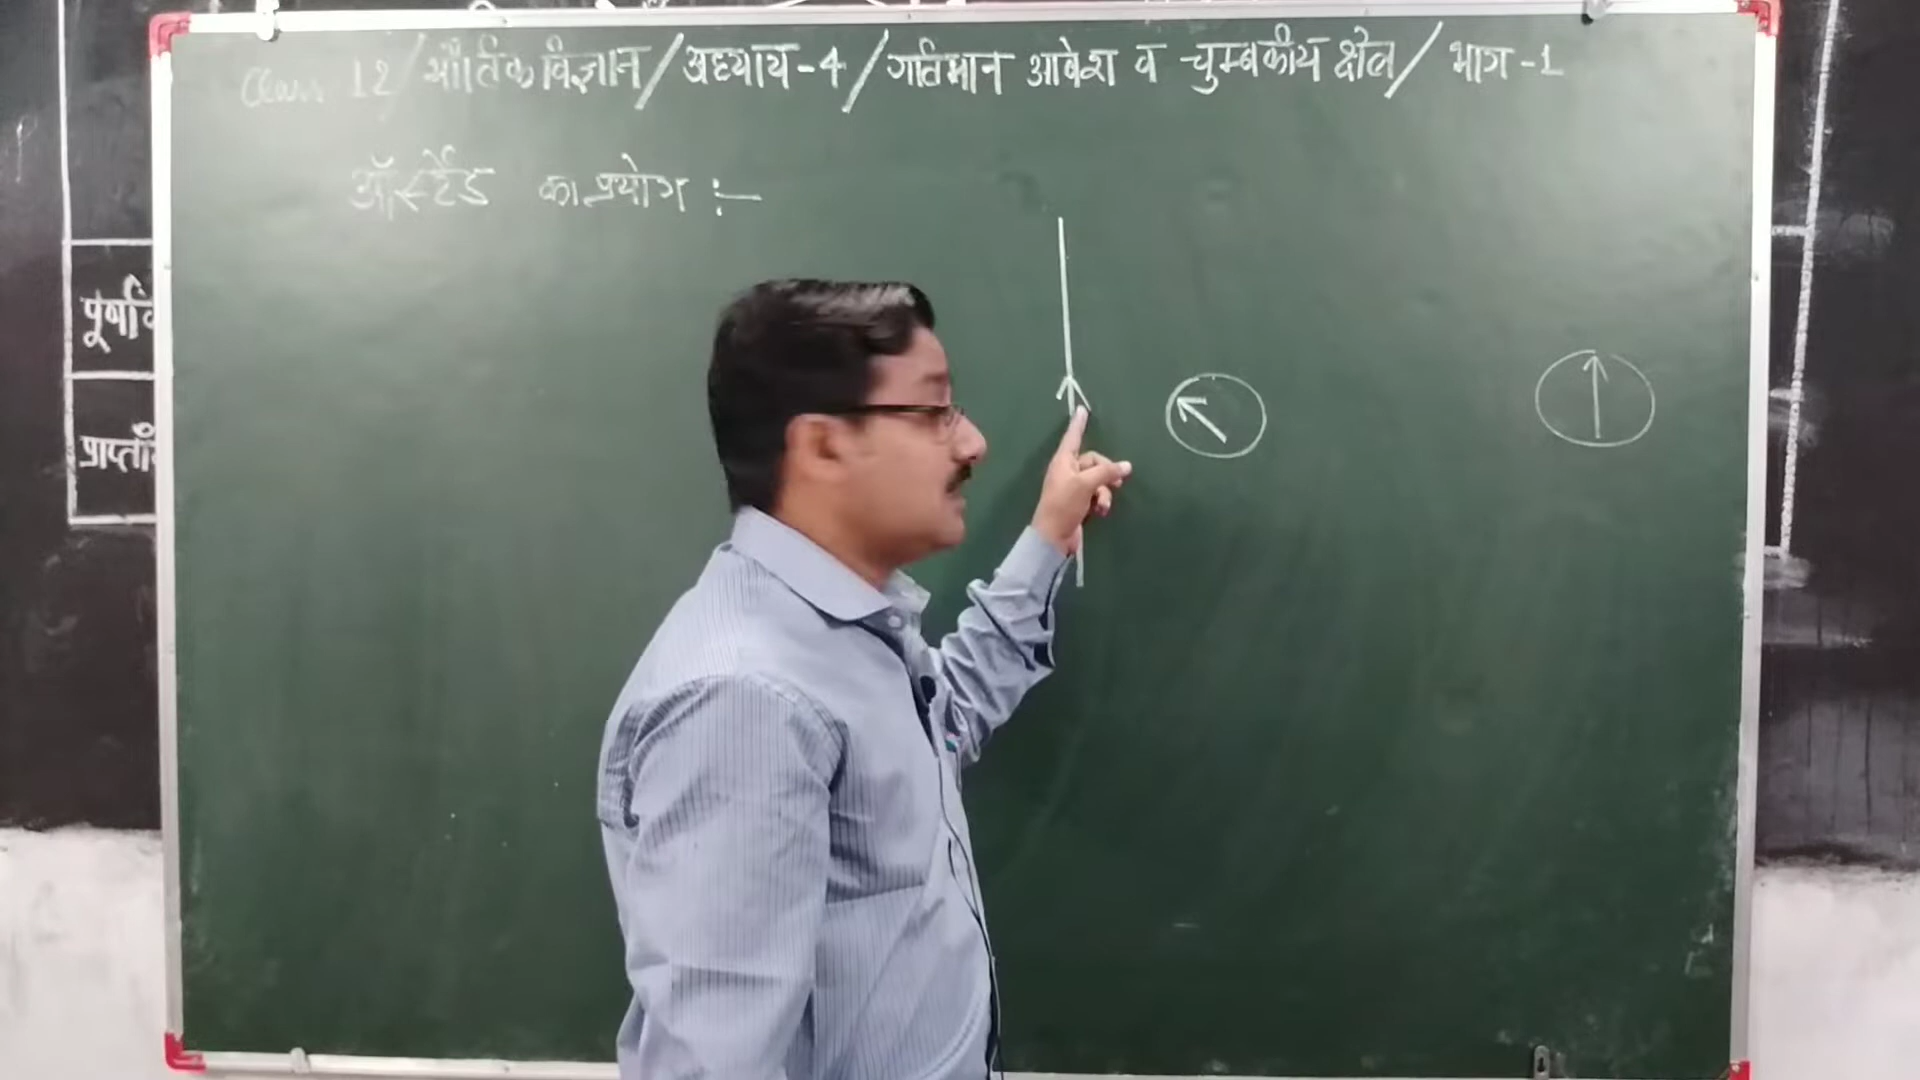 Class 12/भौतिक विज्ञान/अध्याय-4/गतिमान आवेश व चुम्बकीय क्षेत्र/भाग-1
ऑर्स्टेड का प्रयोग :-